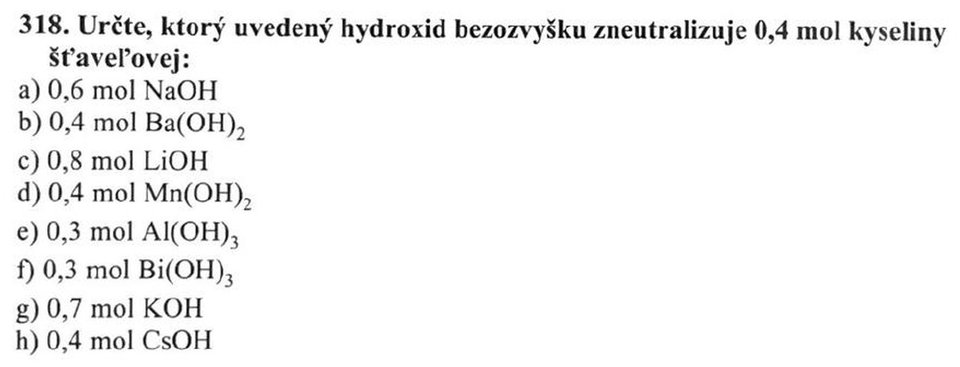 318. Určte, ktorý uvedený hydroxid bezozvyšku zneutralizuje 0,4 mol kyseliny
šťaveľovej:
a) 0,6 mol NaOH
b) 0,4 mol Ba(OH)₂
c) 0,8 mol LiOH
d) 0,4 mol Mn(OH)₂
e) 0,3 mol Al(OH)₃
f) 0,3 mol Bi(OH)₃
g) 0,7 mol KOH
h) 0,4 mol CsOH